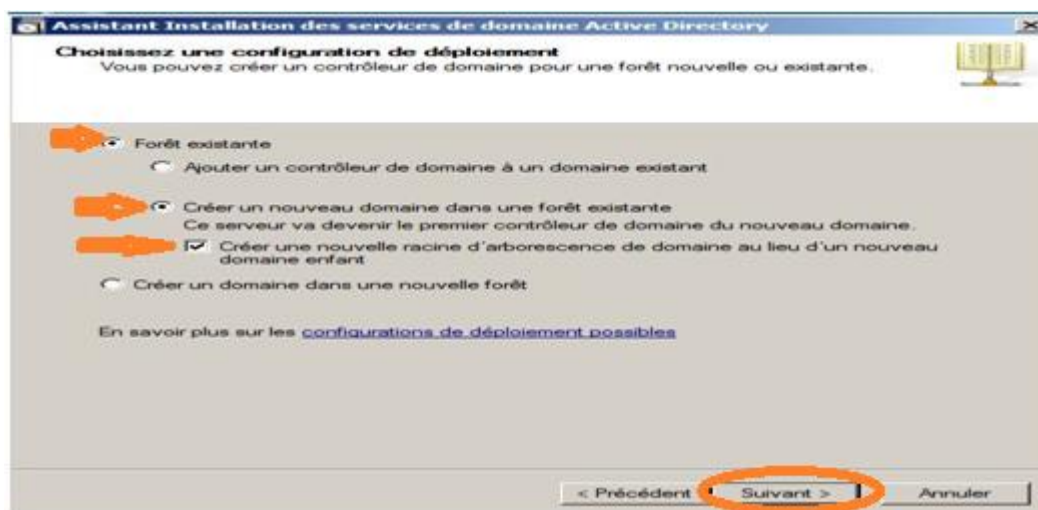 Assistant Installation des services de domaine Active Directory
Choisissez une configuration de déploiement
Vous pouvez créer un contrôleur de domaine pour une forêt nouvelle ou existante.
Forêt existante
Ajouter un contrôleur de domaine à un domaine existant
Créer un nouveau domaine dans une forêt existante
Ce serveur va devenir le premier contrôleur de domaine du nouveau domaine.
Créer une nouvelle racine d'arborescence de domaine au lieu d'un nouveau
domaine enfant
Créer un domaine dans une nouvelle forêt
En savoir plus sur les configurations de déploiement possibles
< Précédent Suivant > Annuler